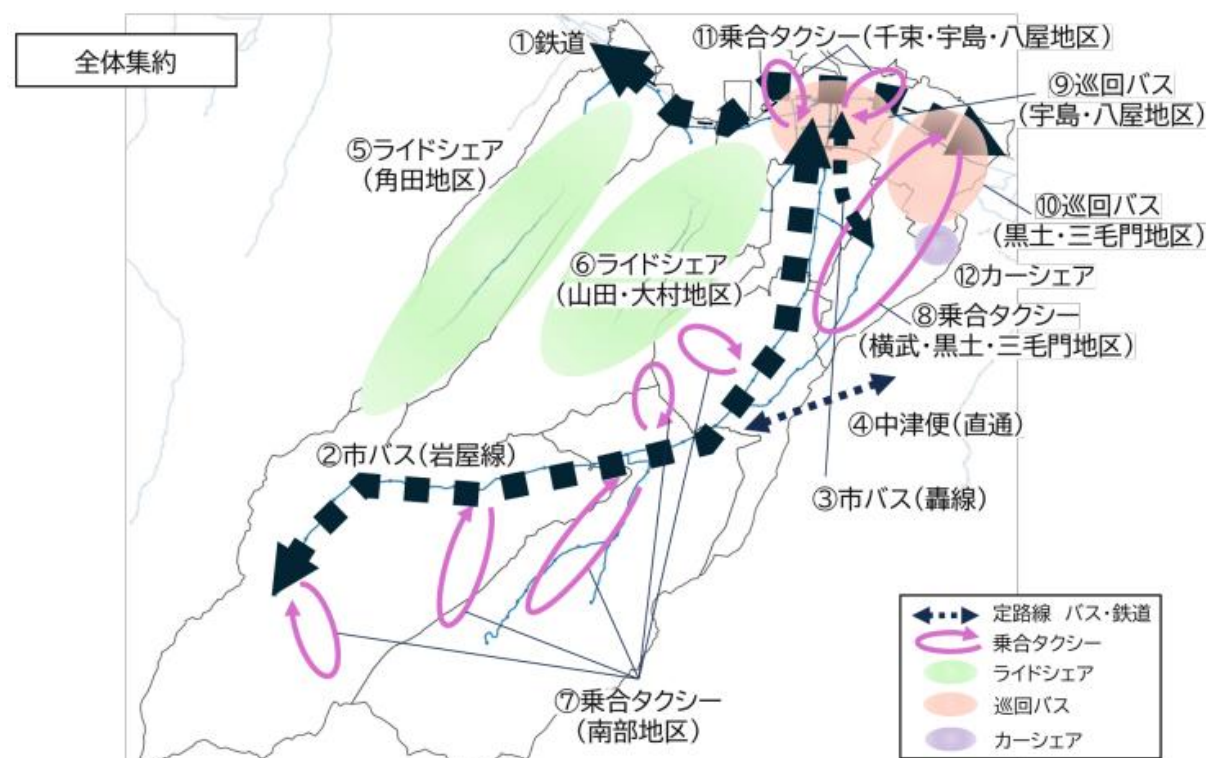 全体集約
①鉄道
⑪乗合タクシー(千束・宇島・八屋地区)
⑨巡回バス
(宇島・八屋地区)
⑤ライドシェア
(角田地区)
⑩巡回バス
(黒土・三毛門地区)
⑥ライドシェア
(山田・大村地区)
⑫カーシェア
⑧乗合タクシー
(横武・黒土・三毛門地区)
④中津便(直通)
②市バス(岩屋線)
③市バス(轟線)
⑦乗合タクシー
(南部地区)
定路線 バス・鉄道
乗合タクシー
ライドシェア
巡回バス
カーシェア